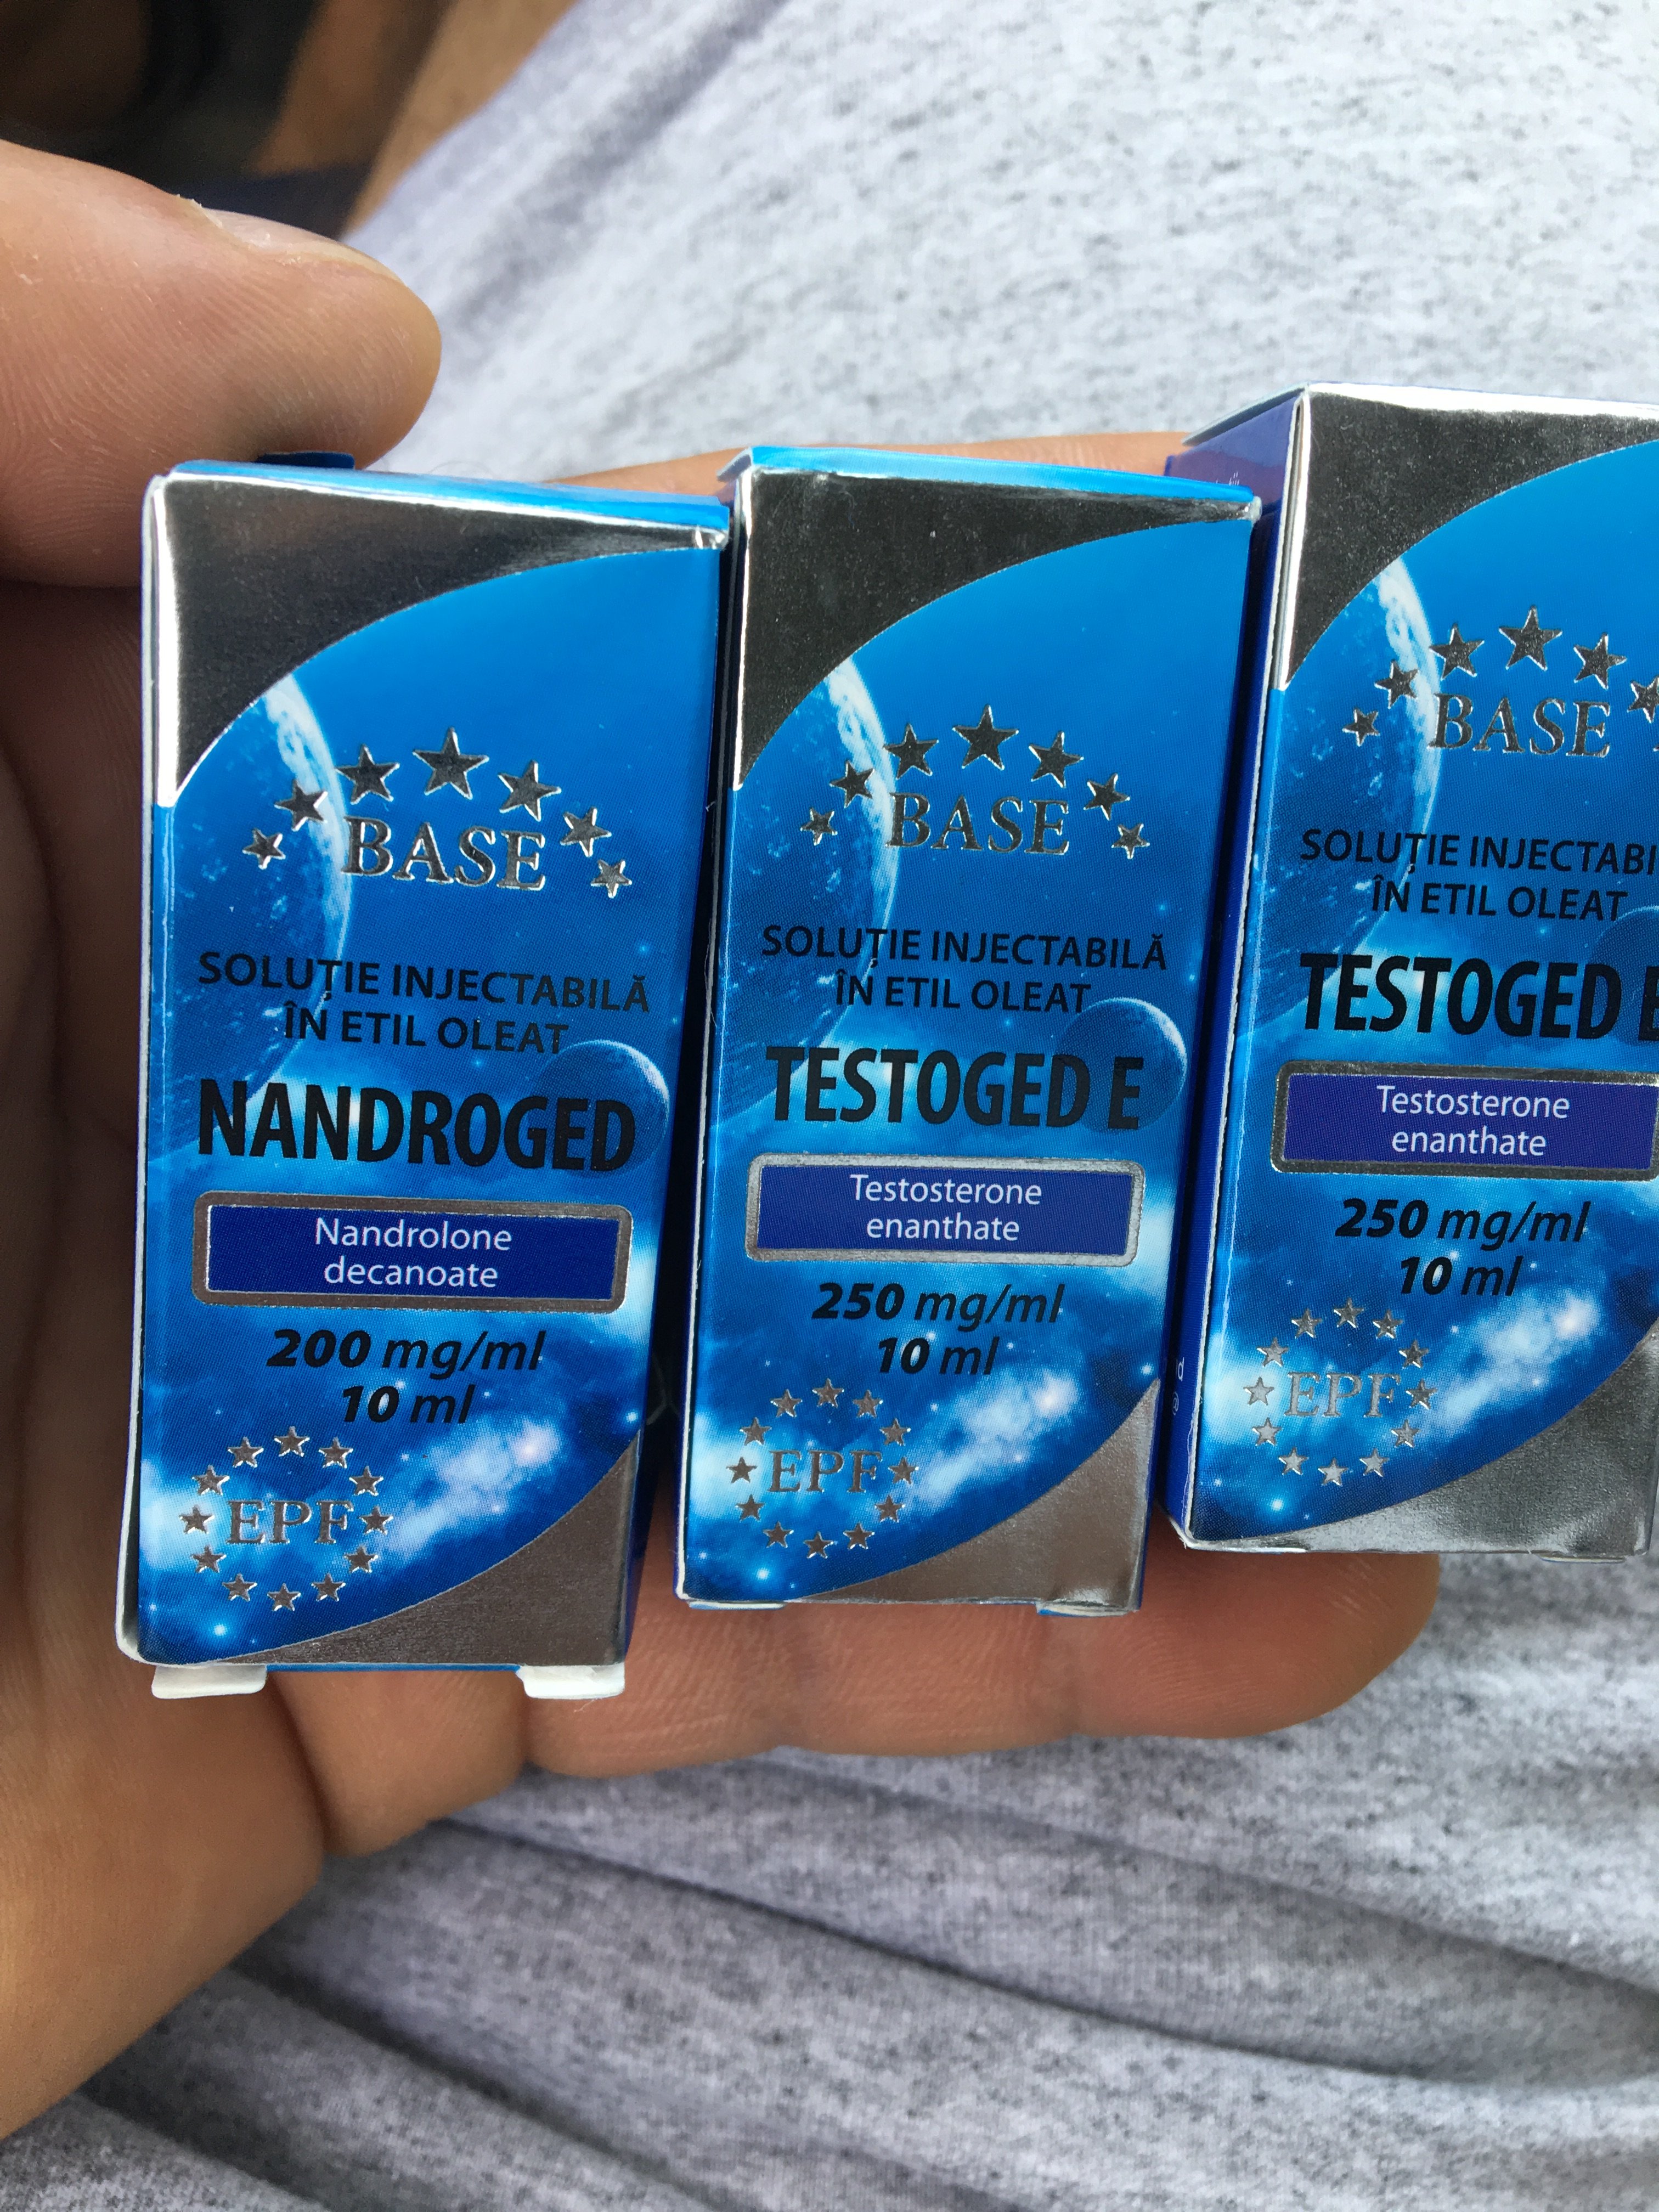 BASE
SOLUȚIE INJECTABILĂ
ÎN ETIL OLEAT
NANDROGED
Nandrolone
decanoate
200 mg/ml
10 ml
EPF
BASE
SOLUȚIE INJECTABILĂ
ÎN ETIL OLEAT
TESTOGED E
Testosterone
enanthate
250 mg/ml
10 ml
EPF
BASE
SOLUȚIE INJECTABI
ÎN ETIL OLEAT
TESTOGED E
Testosterone
enanthate
250 mg/ml
10 ml
EPF